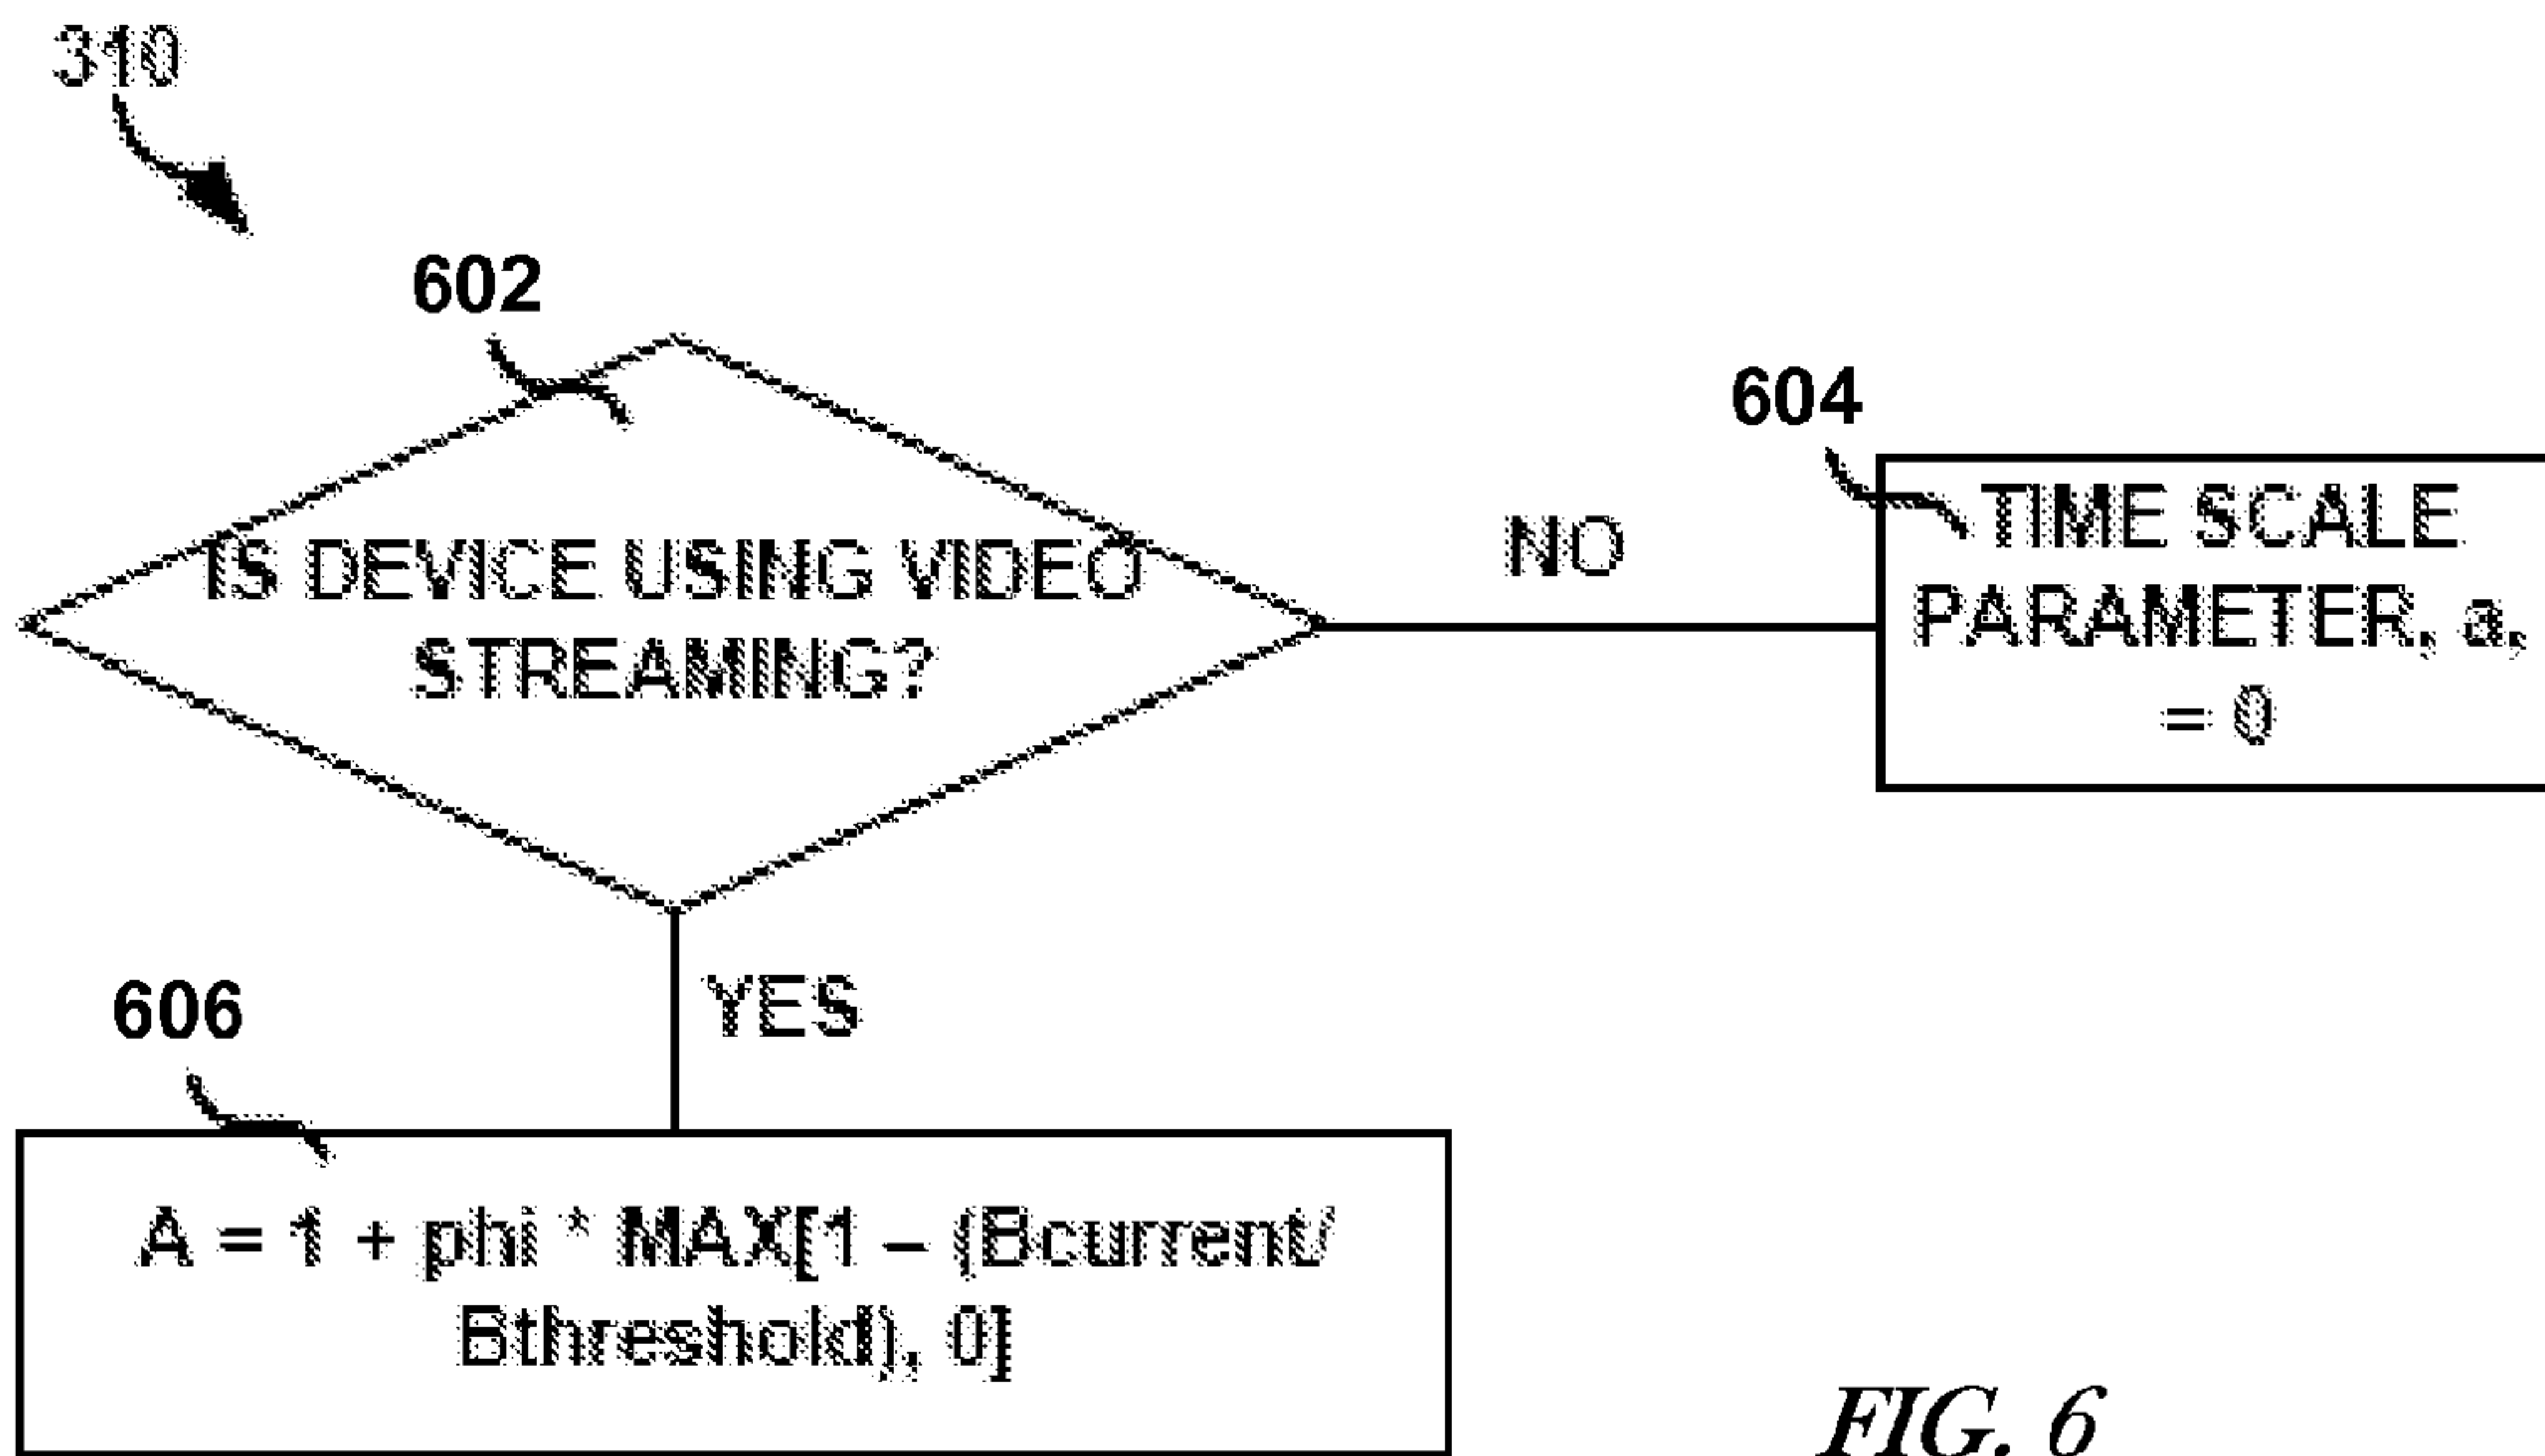 310
602
IS DEVICE USING VIDEO
STREAMING?
NO
604
TIME SCALE
PARAMETER, a,
= 0
YES
606
A = 1 + phi * MAX[1 – (Bcurrent/
Bthreshold), 0]
FIG. 6